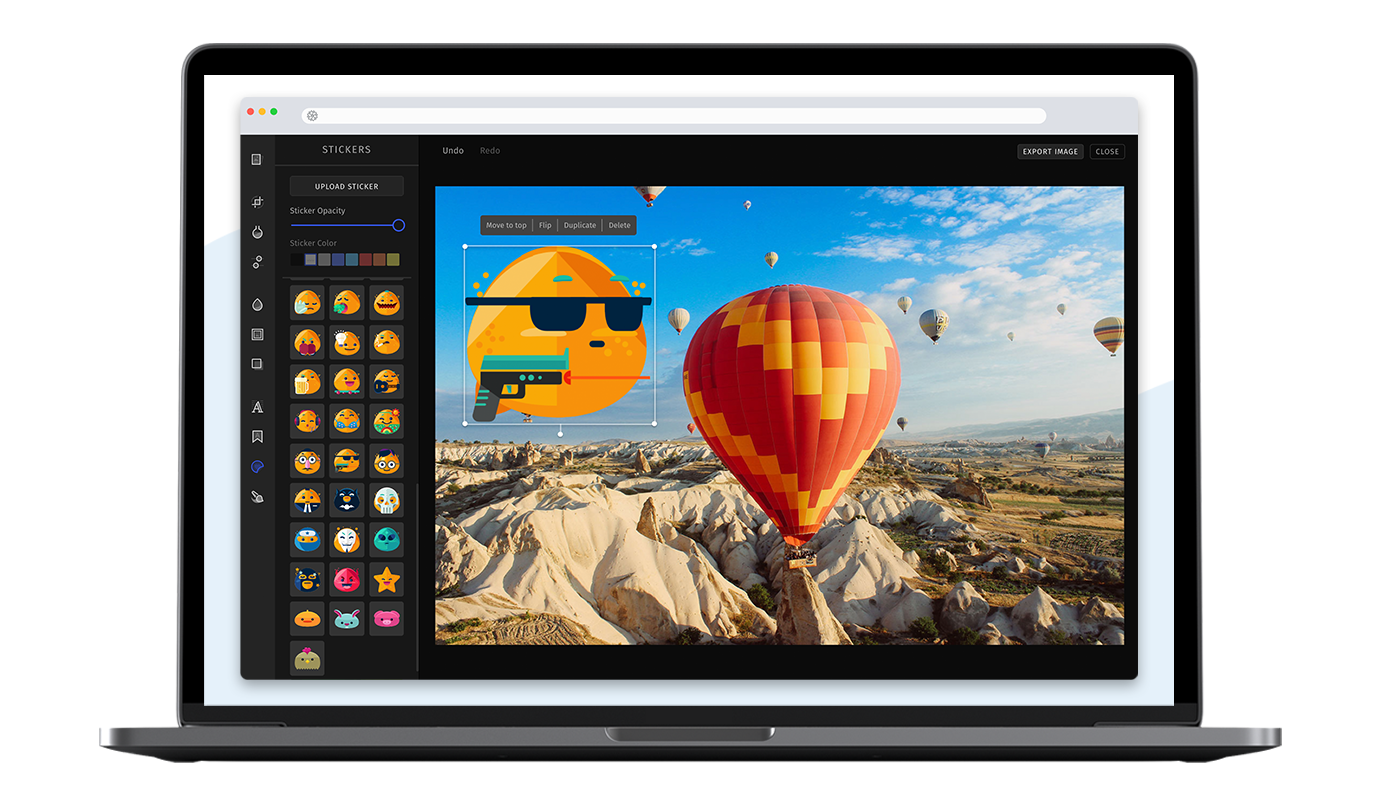 STICKERS
Undo
Redo
EXPORT IMAGE
CLOSE
UPLOAD STICKER
Sticker Opacity
Sticker Color
Move to top
Flip
Duplicate
Delete